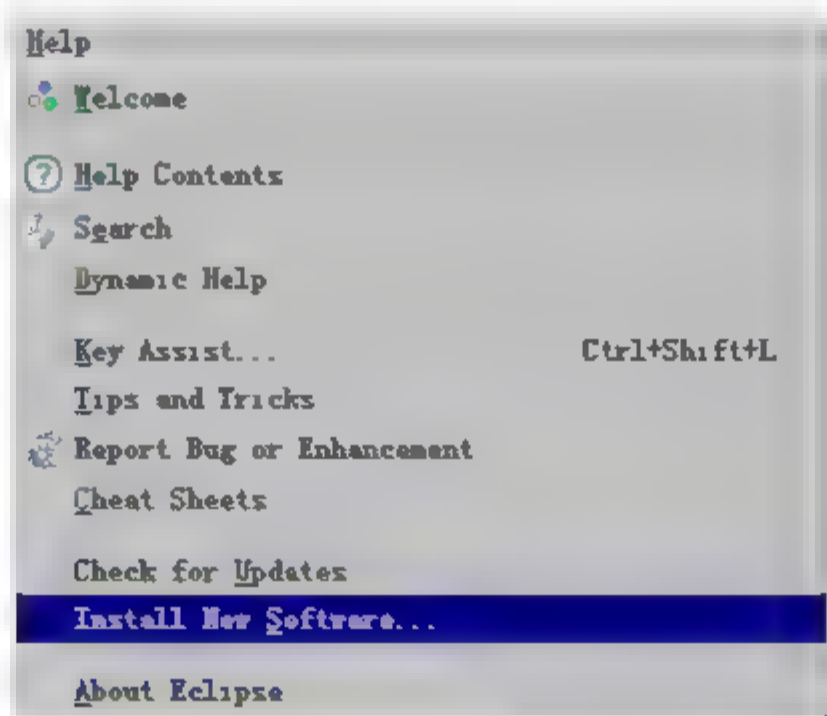 Help
Welcome
Help Contents
Search
Dynamic Help
Key Assist... Ctrl+Shift+L
Tips and Tricks
Report Bug or Enhancement
Cheat Sheets
Check for Updates
Install New Software...
About Eclipse